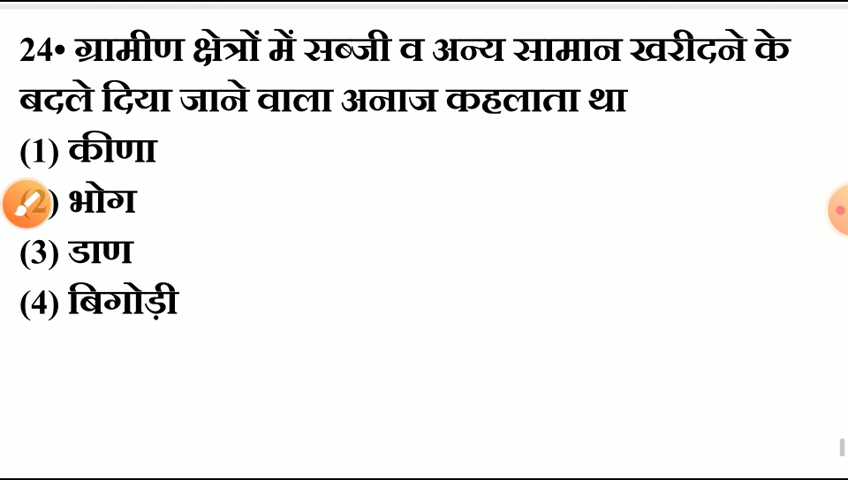 24• ग्रामीण क्षेत्रों में सब्जी व अन्य सामान खरीदने के
बदले दिया जाने वाला अनाज कहलाता था
(1) कीणा
(2) भोग
(3) डाण
(4) बिगोड़ी